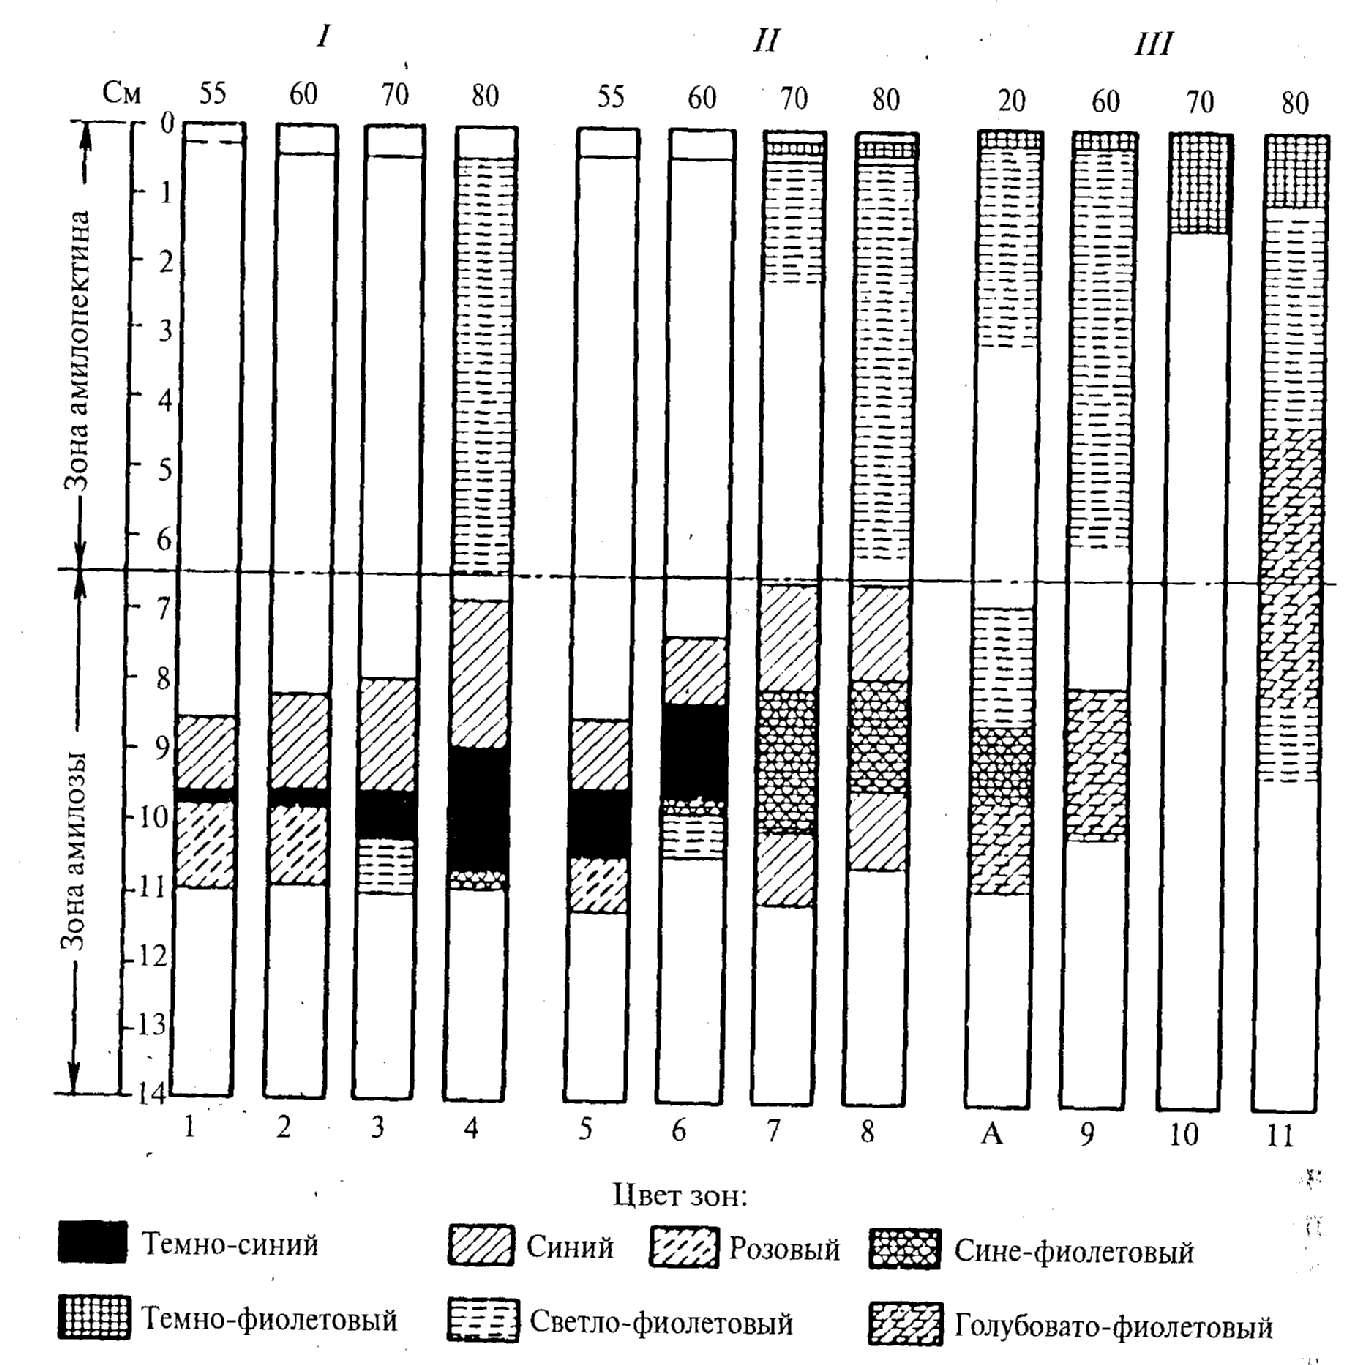 I II III
См 55 60 70 80 55 60 70 80 20 60 70 80
0
1
2
3
4
5
6
7
8
9
10
11
12
13
14
Зона амилопектина
Зона амилозы
1 2 3 4 5 6 7 8 А 9 10 11
Цвет зон:
Темно-синий Синий Розовый Сине-фиолетовый
Темно-фиолетовый Светло-фиолетовый Голубовато-фиолетовый